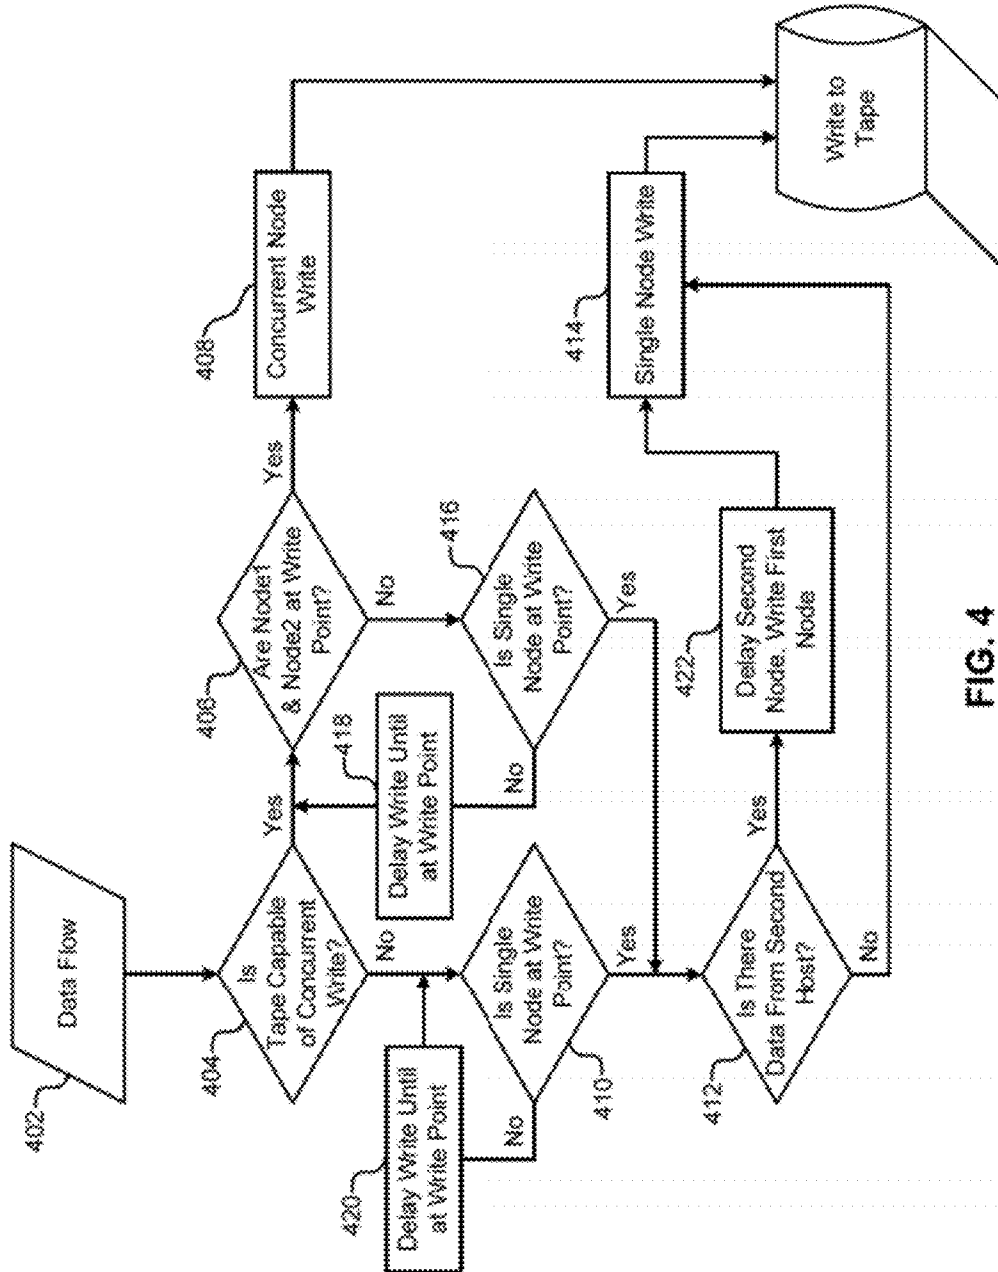 402
Data Flow
404
Is
Tape Capable
of Concurrent
Write?
Yes
No
406
Are Node1
& Node2 at Write
Point?
Yes
No
408
Concurrent Node
Write
418
Delay Write Until
at Write Point
416
Is Single
Node at Write
Point?
No
Yes
420
Delay Write Until
at Write Point
410
Is Single
Node at Write
Point?
No
Yes
412
Is There
Data From Second
Host?
Yes
No
422
Delay Second
Node, Write First
Node
414
Single Node Write
Write to
Tape
FIG. 4